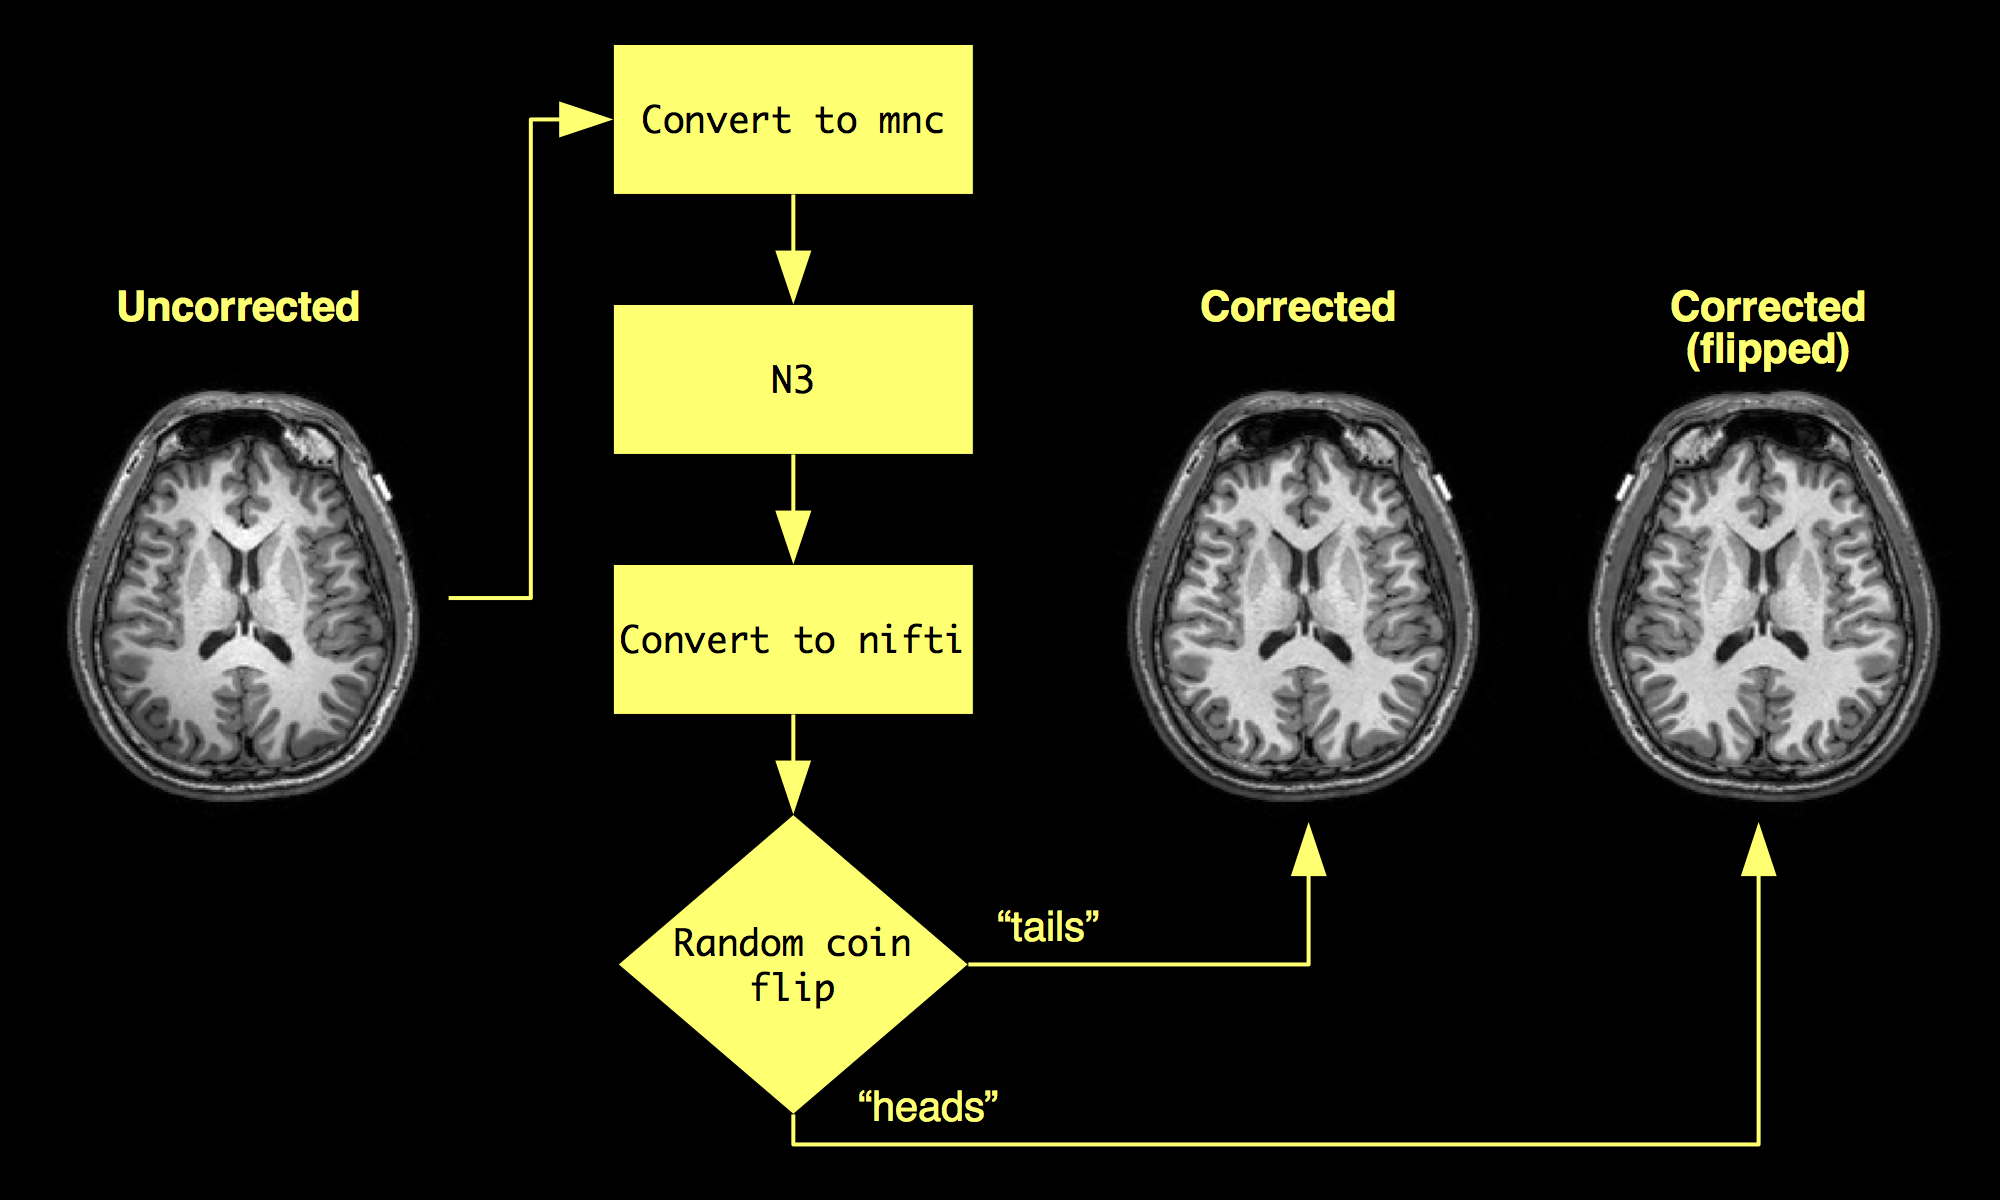 Convert to mnc
Uncorrected
N3
Corrected
Corrected
(flipped)
Convert to nifti
Random coin
flip
“tails”
“heads”